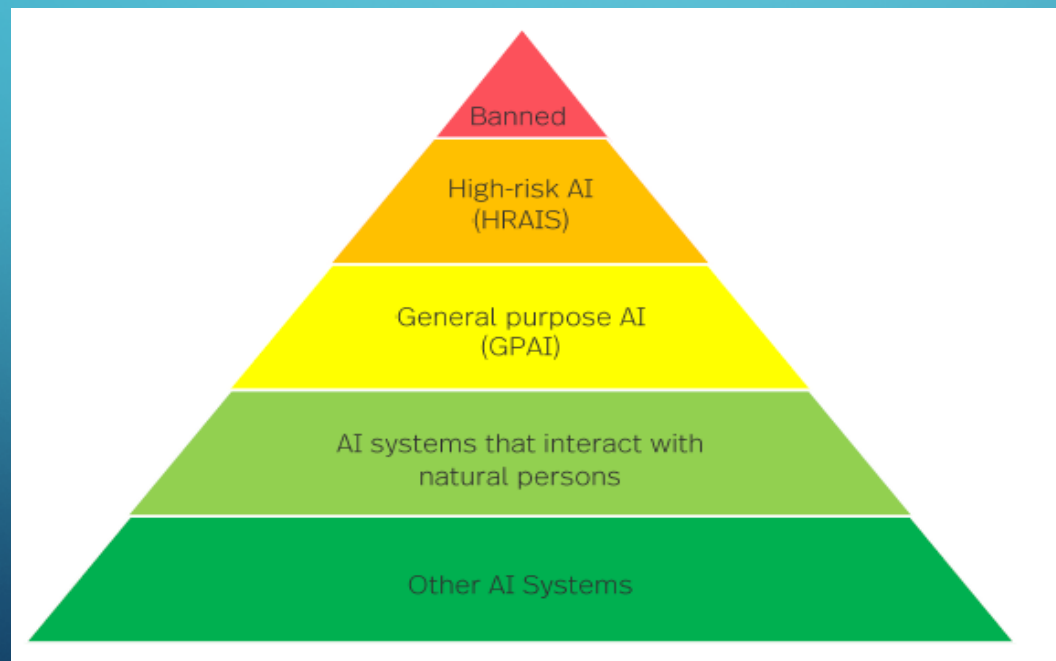 Banned
High-risk AI
(HRAIS)
General purpose AI
(GPAI)
AI systems that interact with
natural persons
Other AI Systems